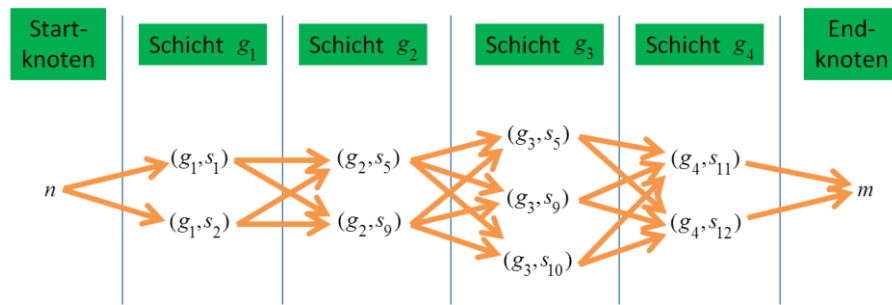 Start-
knoten
Schicht g₁
Schicht g₂
Schicht g₃
Schicht g₄
End-
knoten
n
(g₁,s₁)
(g₁,s₂)
(g₂,s₅)
(g₂,s₉)
(g₃,s₅)
(g₃,s₉)
(g₃,s₁₀)
(g₄,s₁₁)
(g₄,s₁₂)
m